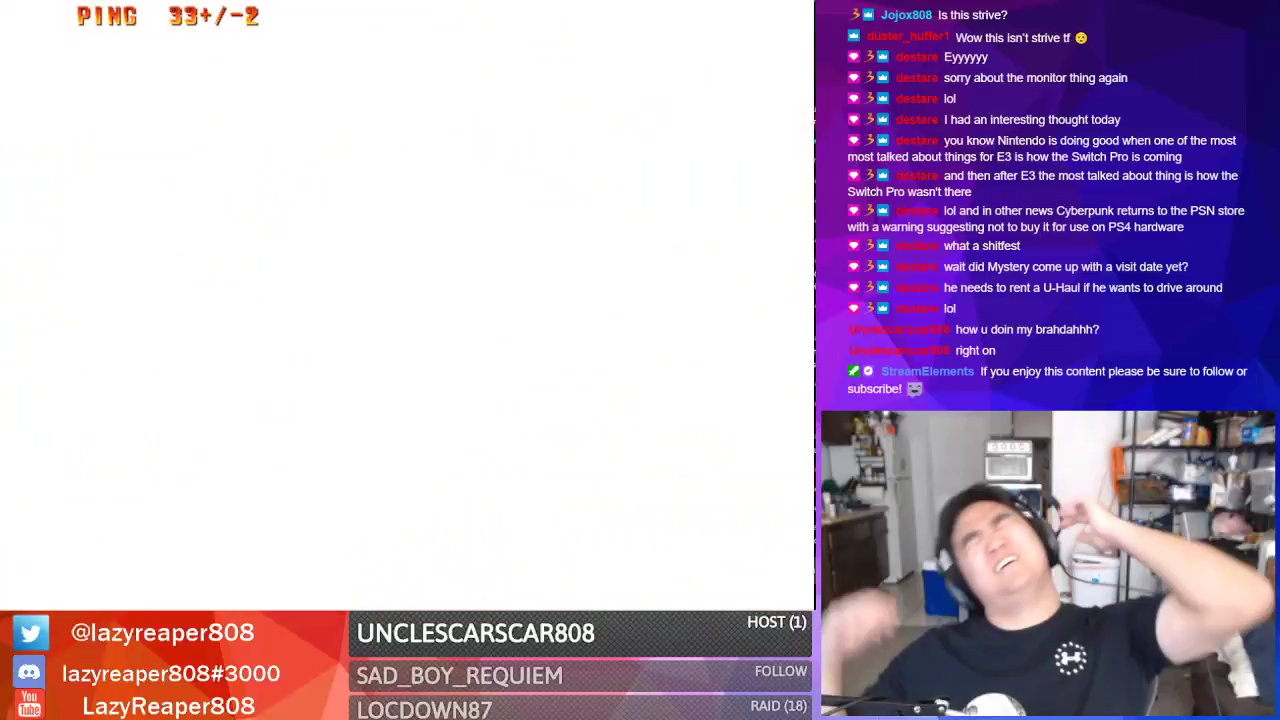 PING 33+/-2
Jojox808 Is this strive?
duster_huffer1 Wow this isn't strive tf
destare Eyyyyyy
destare sorry about the monitor thing again
destare lol
destare I had an interesting thought today
destare you know Nintendo is doing good when one of the most
most talked about things for E3 is how the Switch Pro is coming
destare and then after E3 the most talked about thing is how the
Switch Pro wasn't there
destare lol and in other news Cyberpunk returns to the PSN store
with a warning suggesting not to buy it for use on PS4 hardware
destare what a shitfest
destare wait did Mystery come up with a visit date yet?
destare he needs to rent a U-Haul if he wants to drive around
destare lol
Unclescarscar808 how u doin my brahdahhh?
Unclescarscar808 right on
StreamElements If you enjoy this content please be sure to follow or
subscribe!
@lazyreaper808
lazyreaper808#3000
You
Tube
LazyReaper808
UNCLESCARSCAR808 HOST (1)
SAD_BOY_REQUIEM FOLLOW
LOCDOWN87 RAID (18)